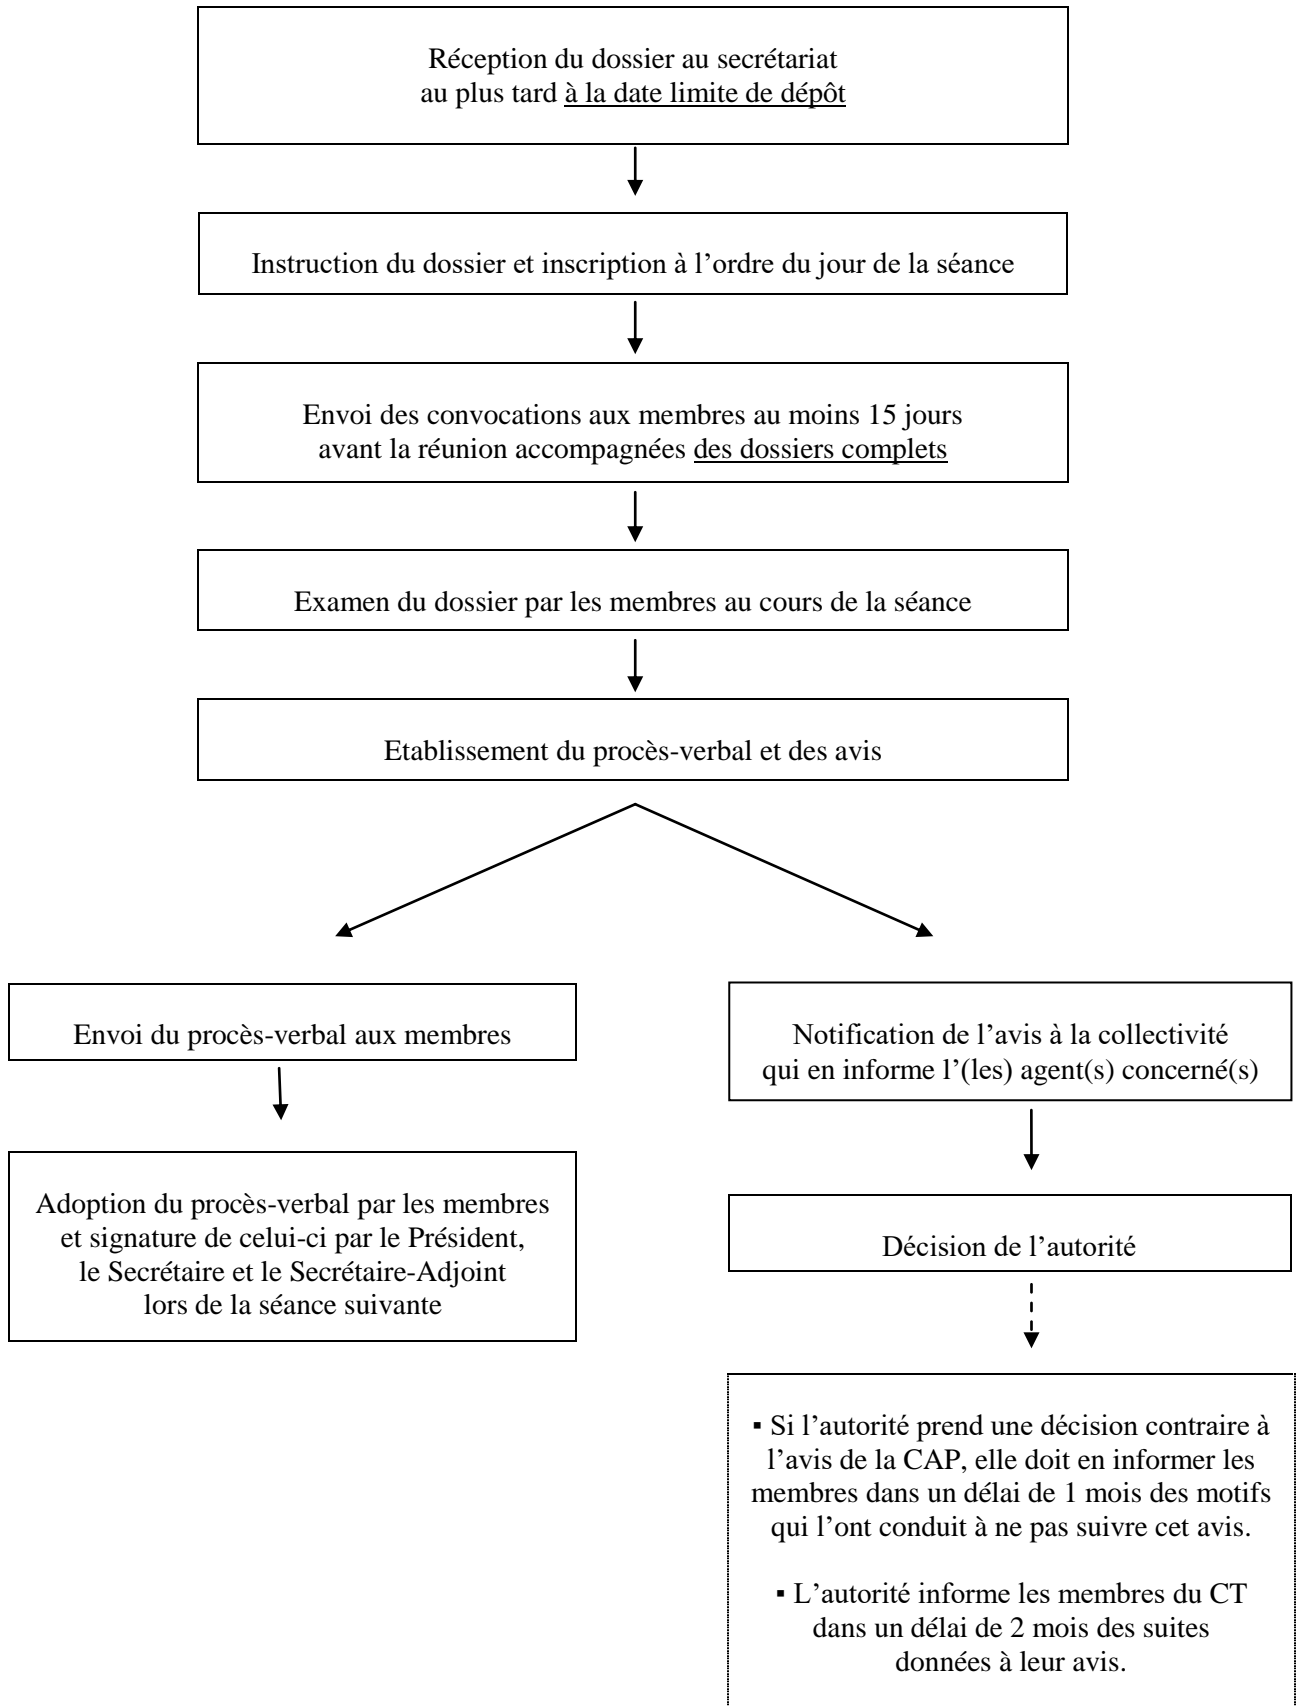 Réception du dossier au secrétariat
au plus tard à la date limite de dépôt
Instruction du dossier et inscription à l’ordre du jour de la séance
Envoi des convocations aux membres au moins 15 jours
avant la réunion accompagnées des dossiers complets
Examen du dossier par les membres au cours de la séance
Etablissement du procès-verbal et des avis
Envoi du procès-verbal aux membres
Adoption du procès-verbal par les membres
et signature de celui-ci par le Président,
le Secrétaire et le Secrétaire-Adjoint
lors de la séance suivante
Notification de l’avis à la collectivité
qui en informe l’(les) agent(s) concerné(s)
Décision de l’autorité
▪ Si l’autorité prend une décision contraire à
l’avis de la CAP, elle doit en informer les
membres dans un délai de 1 mois des motifs
qui l’ont conduit à ne pas suivre cet avis.
▪ L’autorité informe les membres du CT
dans un délai de 2 mois des suites
données à leur avis.